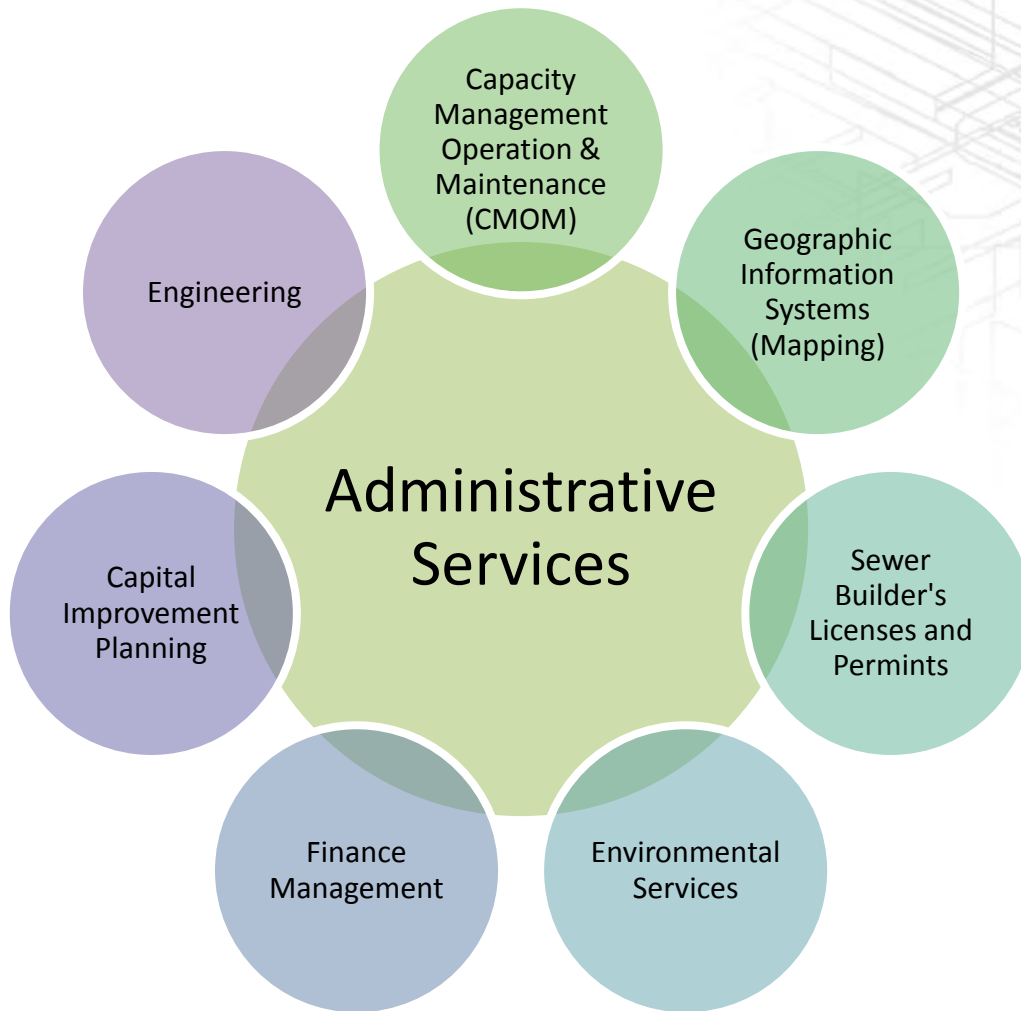 Capacity
Management
Operation &
Maintenance
(CMOM)
Geographic
Information
Systems
(Mapping)
Engineering
Administrative
Services
Sewer
Builder's
Licenses and
Permints
Capital
Improvement
Planning
Environmental
Services
Finance
Management